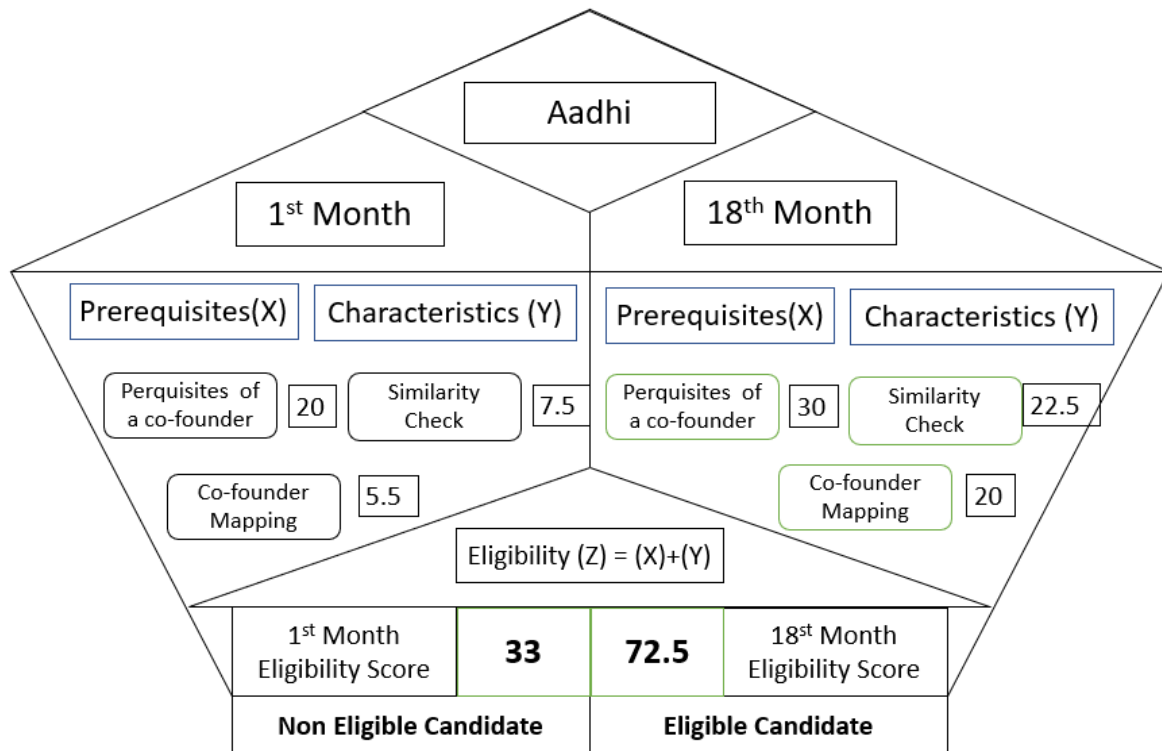 Aadhi
1st Month
18th Month
Prerequisites(X)
Characteristics (Y)
Prerequisites(X)
Characteristics (Y)
Perquisites of
a co-founder
20
Similarity
Check
7.5
Perquisites of
a co-founder
30
Similarity
Check
22.5
Co-founder
Mapping
5.5
Co-founder
Mapping
20
Eligibility (Z) = (X)+(Y)
1st Month
Eligibility Score
33
72.5
18st Month
Eligibility Score
Non Eligible Candidate
Eligible Candidate